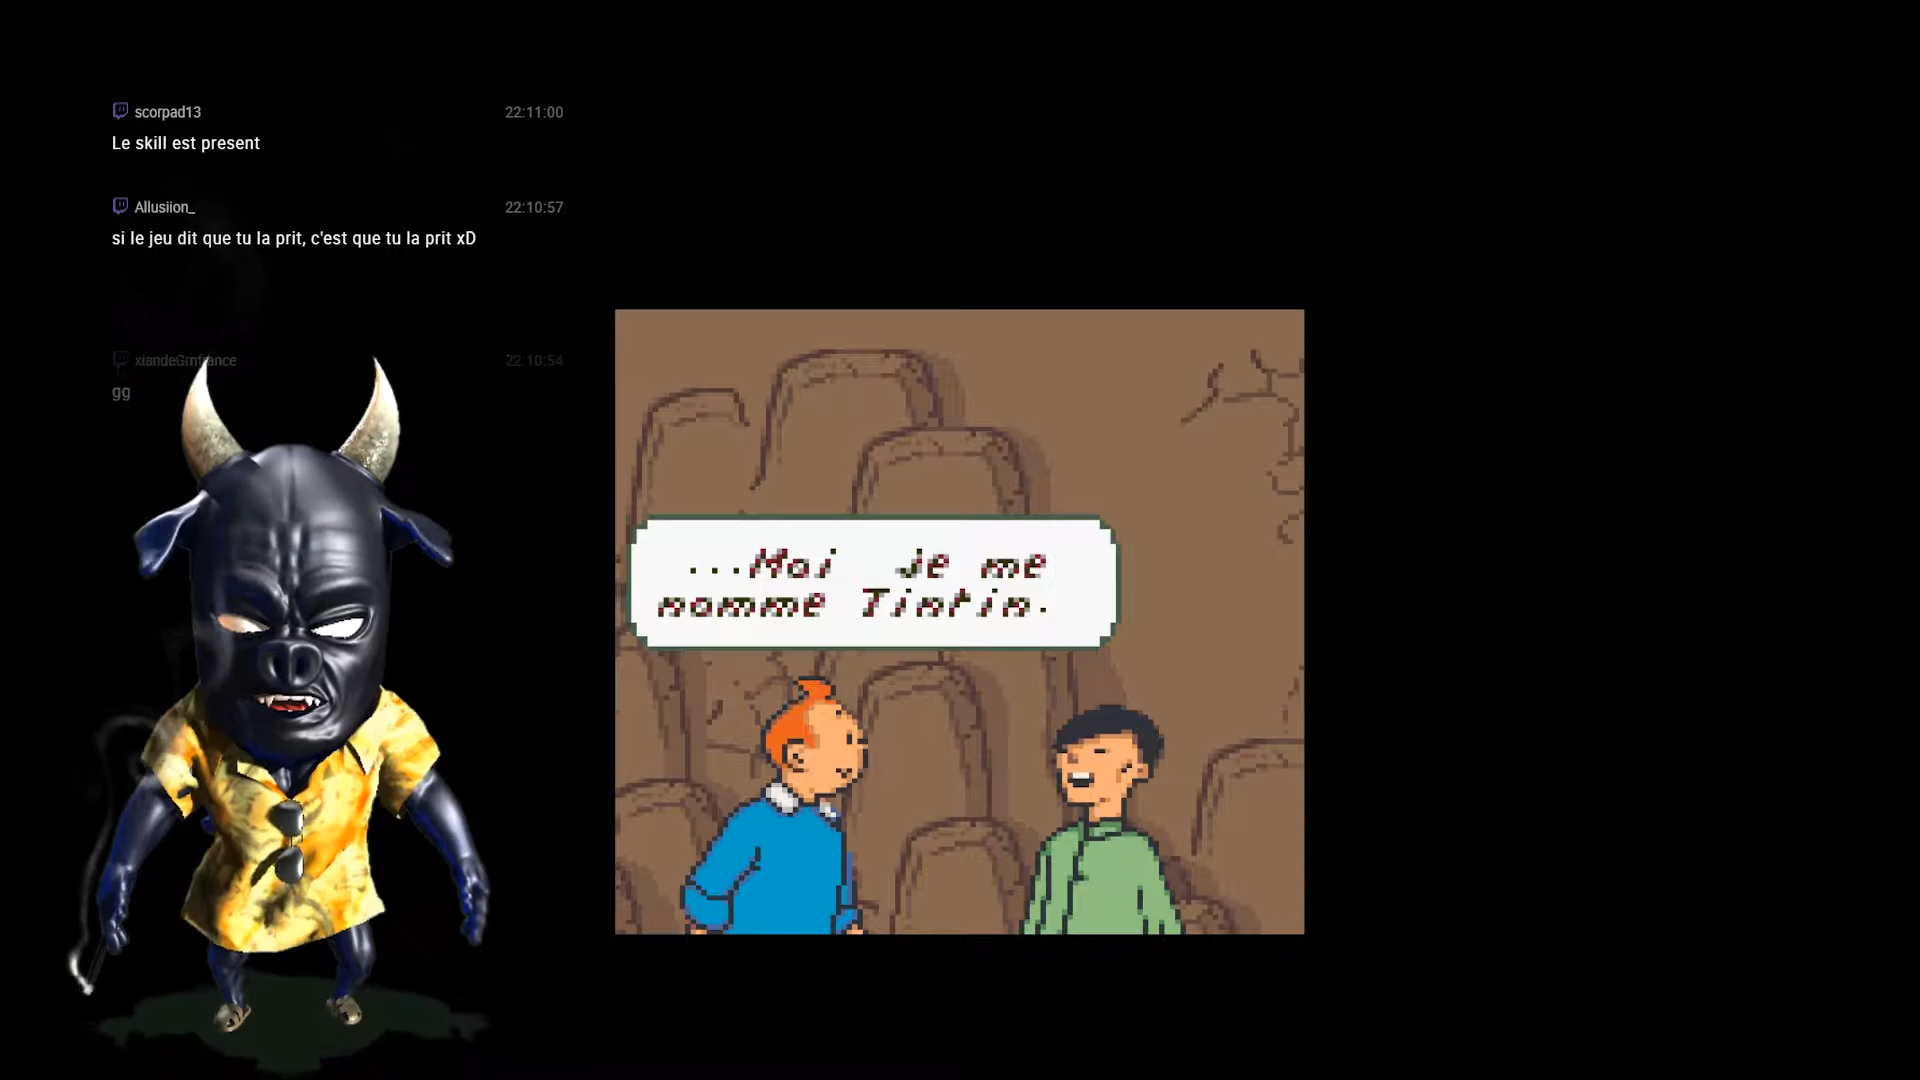 scorpad13 22:11:00
Le skill est present
Allusiion_ 22:10:57
si le jeu dit que tu la prit, c'est que tu la prit xD
xiandeGmfrance 22:10:54
gg
...Moi je me
nomme Tintin.